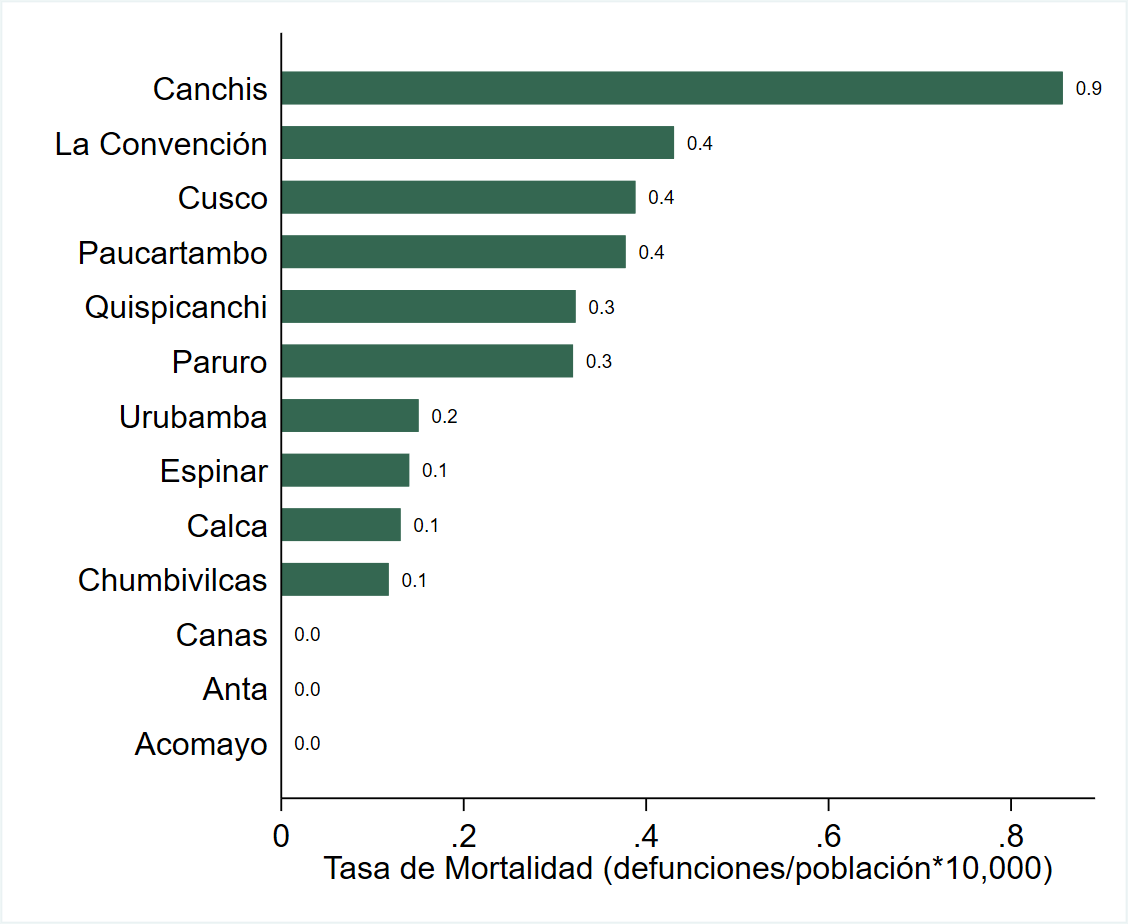 Canchis 0.9
La Convención 0.4
Cusco 0.4
Paucartambo 0.4
Quispicanchi 0.3
Paruro 0.3
Urubamba 0.2
Espinar 0.1
Calca 0.1
Chumbivilcas 0.1
Canas 0.0
Anta 0.0
Acomayo 0.0
0 .2 .4 .6 .8
Tasa de Mortalidad (defunciones/población*10,000)